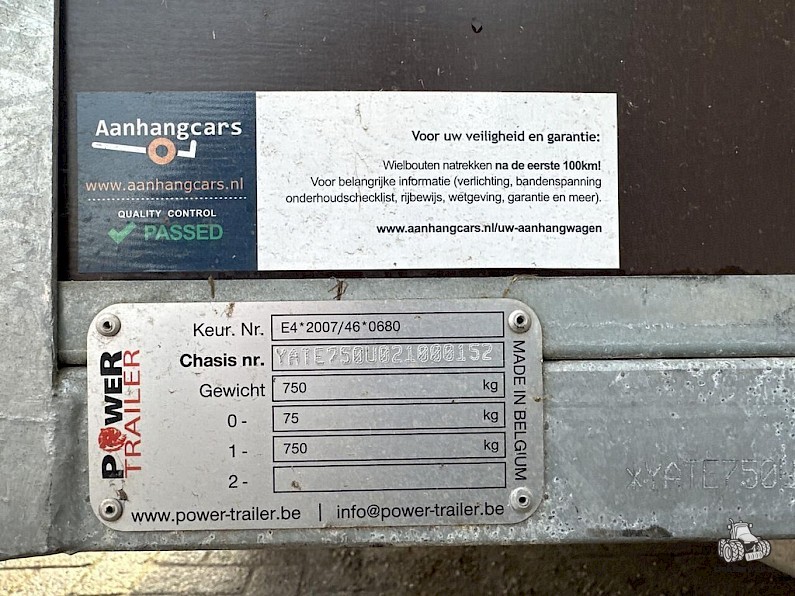 Aanhangcars
www.aanhangcars.nl
QUALITY CONTROL
PASSED
Voor uw veiligheid en garantie:
Wielbouten natrekken na de eerste 100km!
Voor belangrijke informatie (verlichting, bandenspanning
onderhoudschecklist, rijbewijs, wetgeving, garantie en meer).
www.aanhangcars.nl/uw-aanhangwagen
POWER
TRAILER
Keur. Nr. E4*2007/46*0680
Chasis nr. YATE750U021000152
Gewicht 750 kg
0 - 75 kg
1 - 750 kg
2 -
MADE IN BELGIUM
www.power-trailer.be | info@power-trailer.be
*YATE750U